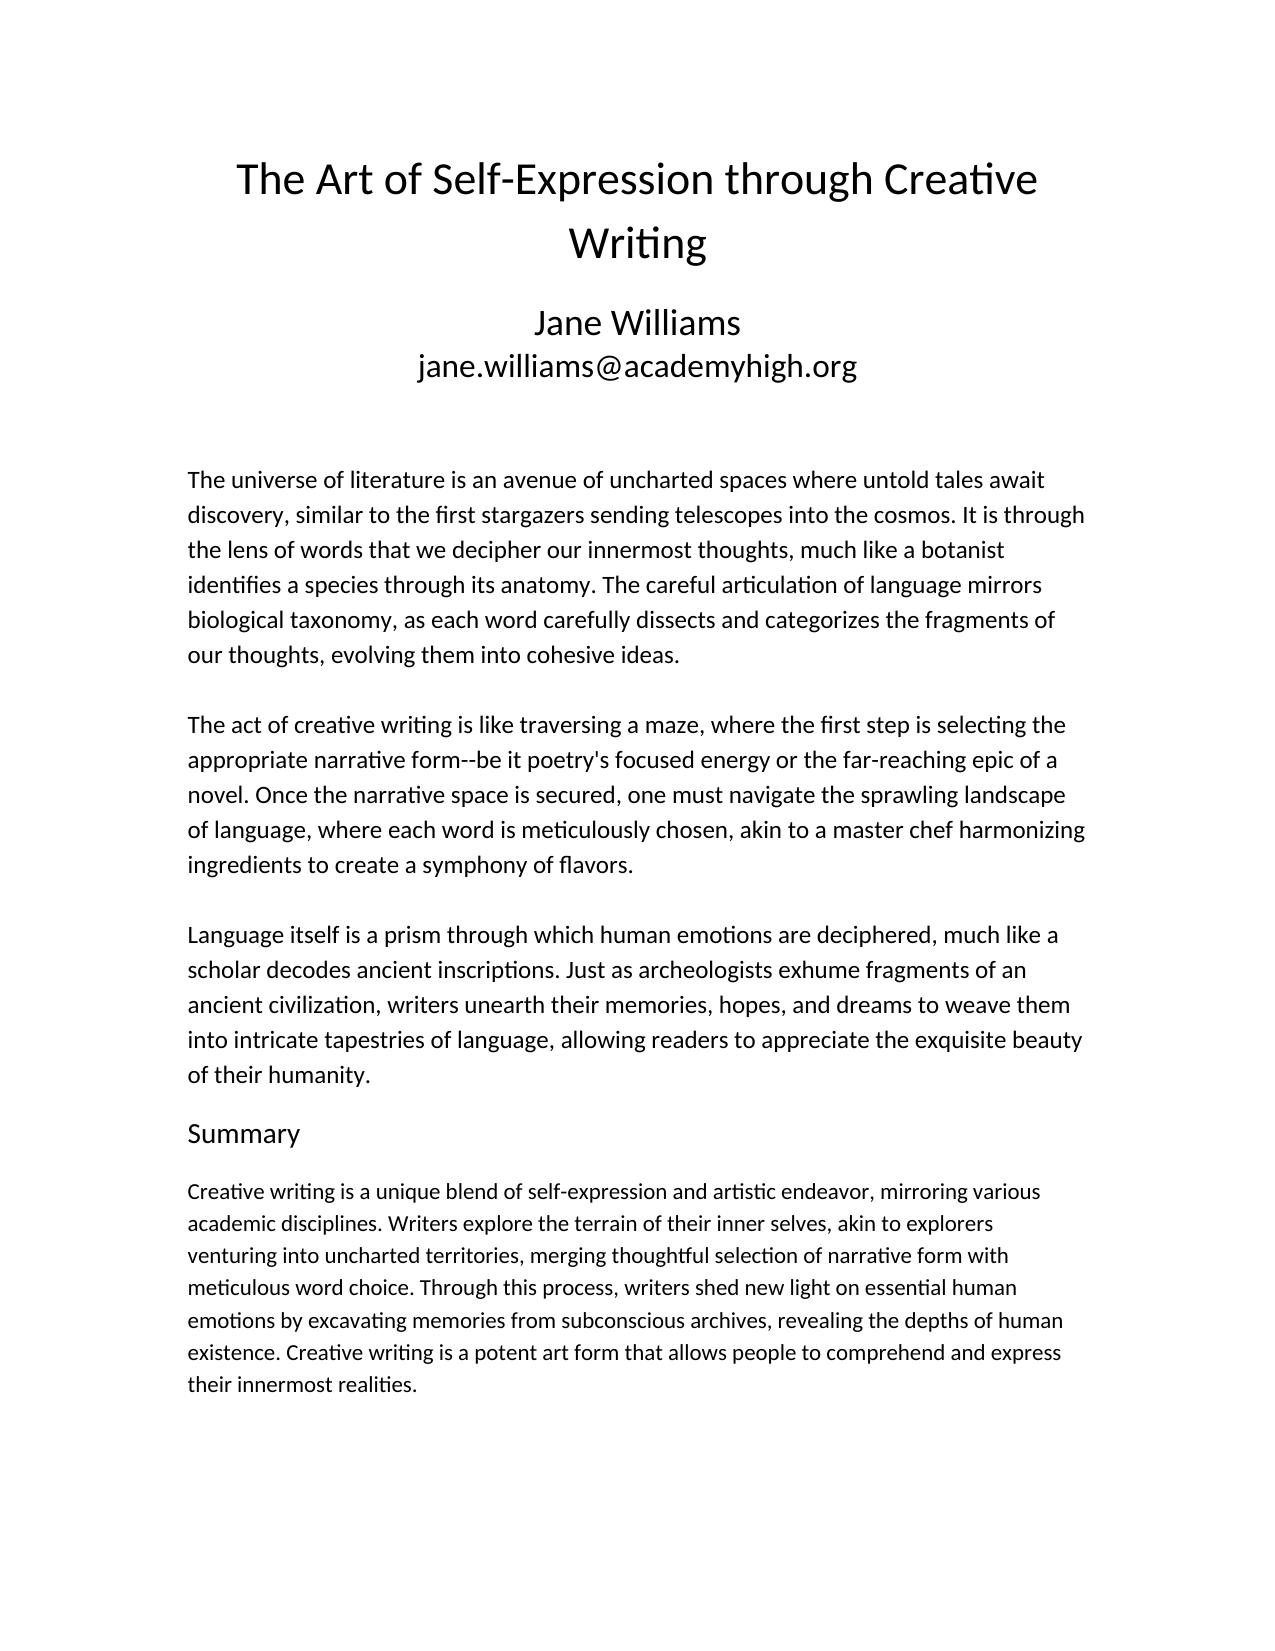 The Art of Self-Expression through Creative
Writing
Jane Williams
jane.williams@academyhigh.org
The universe of literature is an avenue of uncharted spaces where untold tales await
discovery, similar to the first stargazers sending telescopes into the cosmos. It is through
the lens of words that we decipher our innermost thoughts, much like a botanist
identifies a species through its anatomy. The careful articulation of language mirrors
biological taxonomy, as each word carefully dissects and categorizes the fragments of
our thoughts, evolving them into cohesive ideas.
The act of creative writing is like traversing a maze, where the first step is selecting the
appropriate narrative form--be it poetry's focused energy or the far-reaching epic of a
novel. Once the narrative space is secured, one must navigate the sprawling landscape
of language, where each word is meticulously chosen, akin to a master chef harmonizing
ingredients to create a symphony of flavors.
Language itself is a prism through which human emotions are deciphered, much like a
scholar decodes ancient inscriptions. Just as archeologists exhume fragments of an
ancient civilization, writers unearth their memories, hopes, and dreams to weave them
into intricate tapestries of language, allowing readers to appreciate the exquisite beauty
of their humanity.
Summary
Creative writing is a unique blend of self-expression and artistic endeavor, mirroring various
academic disciplines. Writers explore the terrain of their inner selves, akin to explorers
venturing into uncharted territories, merging thoughtful selection of narrative form with
meticulous word choice. Through this process, writers shed new light on essential human
emotions by excavating memories from subconscious archives, revealing the depths of human
existence. Creative writing is a potent art form that allows people to comprehend and express
their innermost realities.